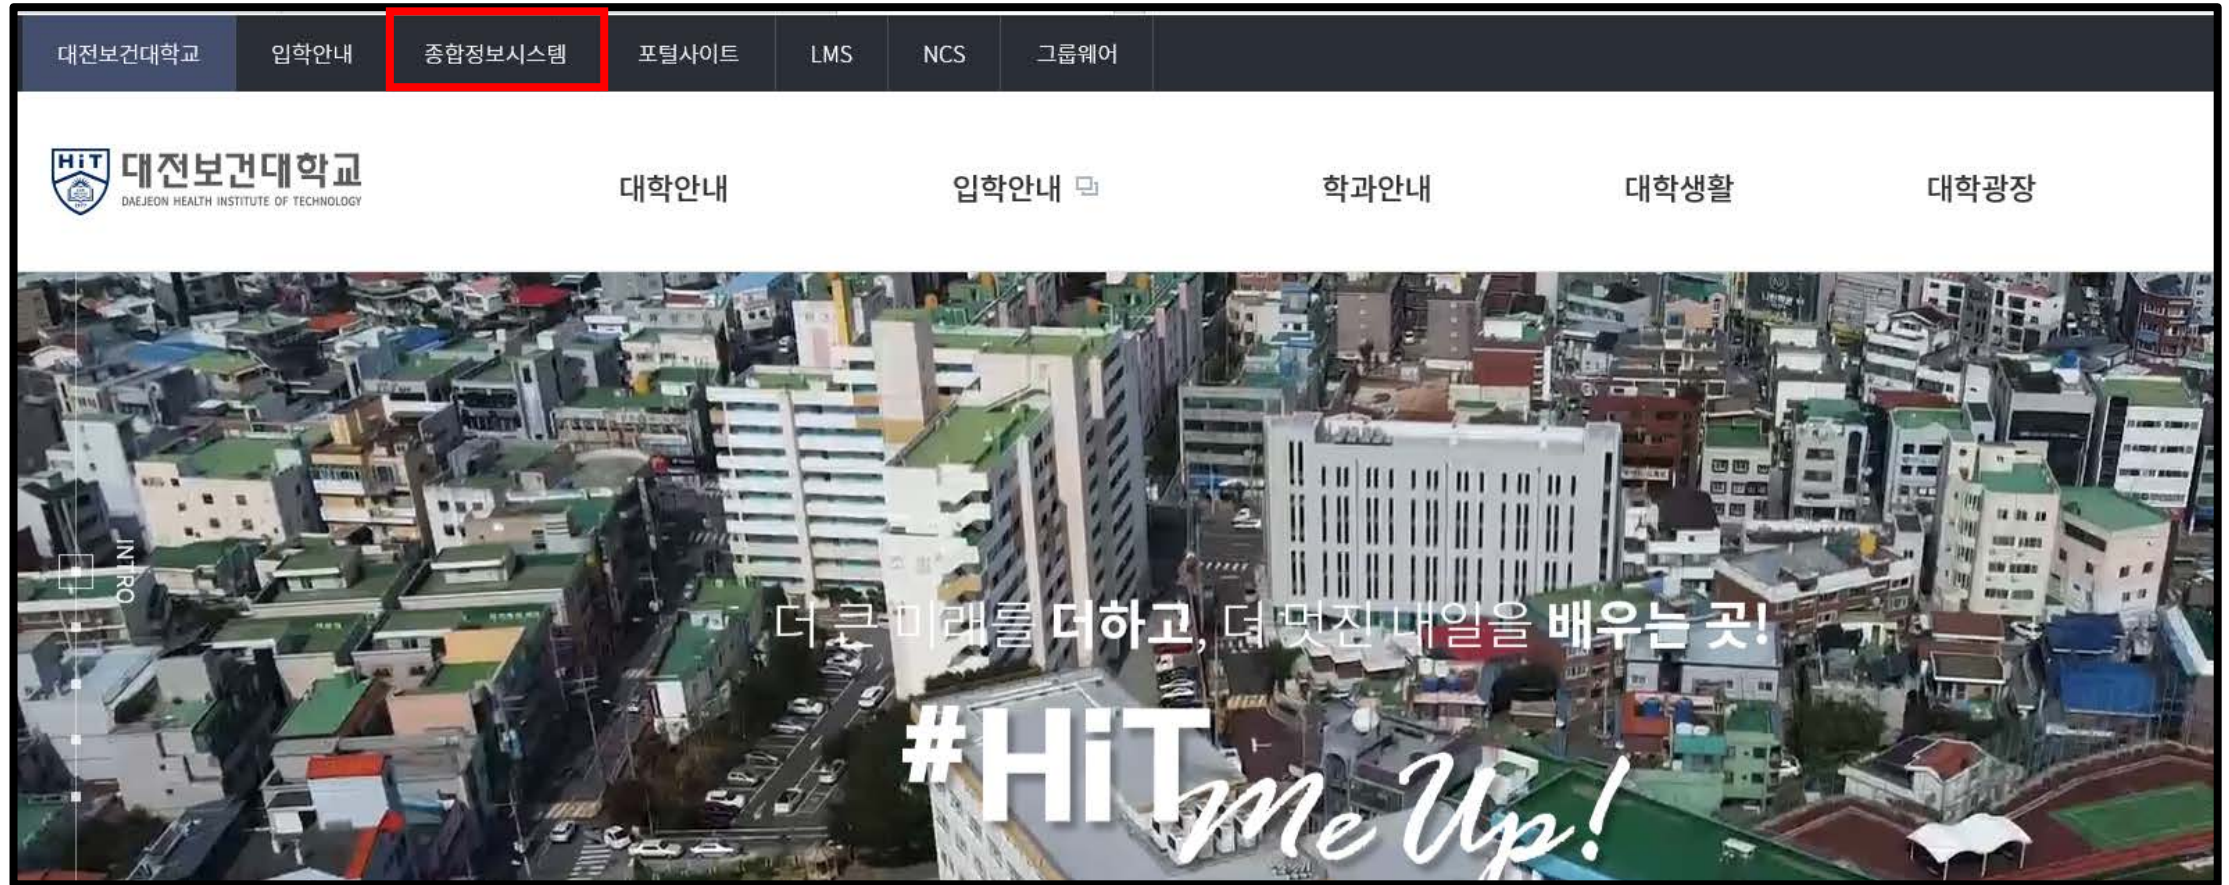 대전보건대학교 입학안내 종합정보시스템 포털사이트 LMS NCS 그룹웨어
HiT 대전보건대학교
DAEJEON HEALTH INSTITUTE OF TECHNOLOGY
대학안내 입학안내 학과안내 대학생활 대학광장
INTRO
더 큰 미래를 더하고, 더 멋진 내일을 배우는 곳!
#HiT
Me Up!